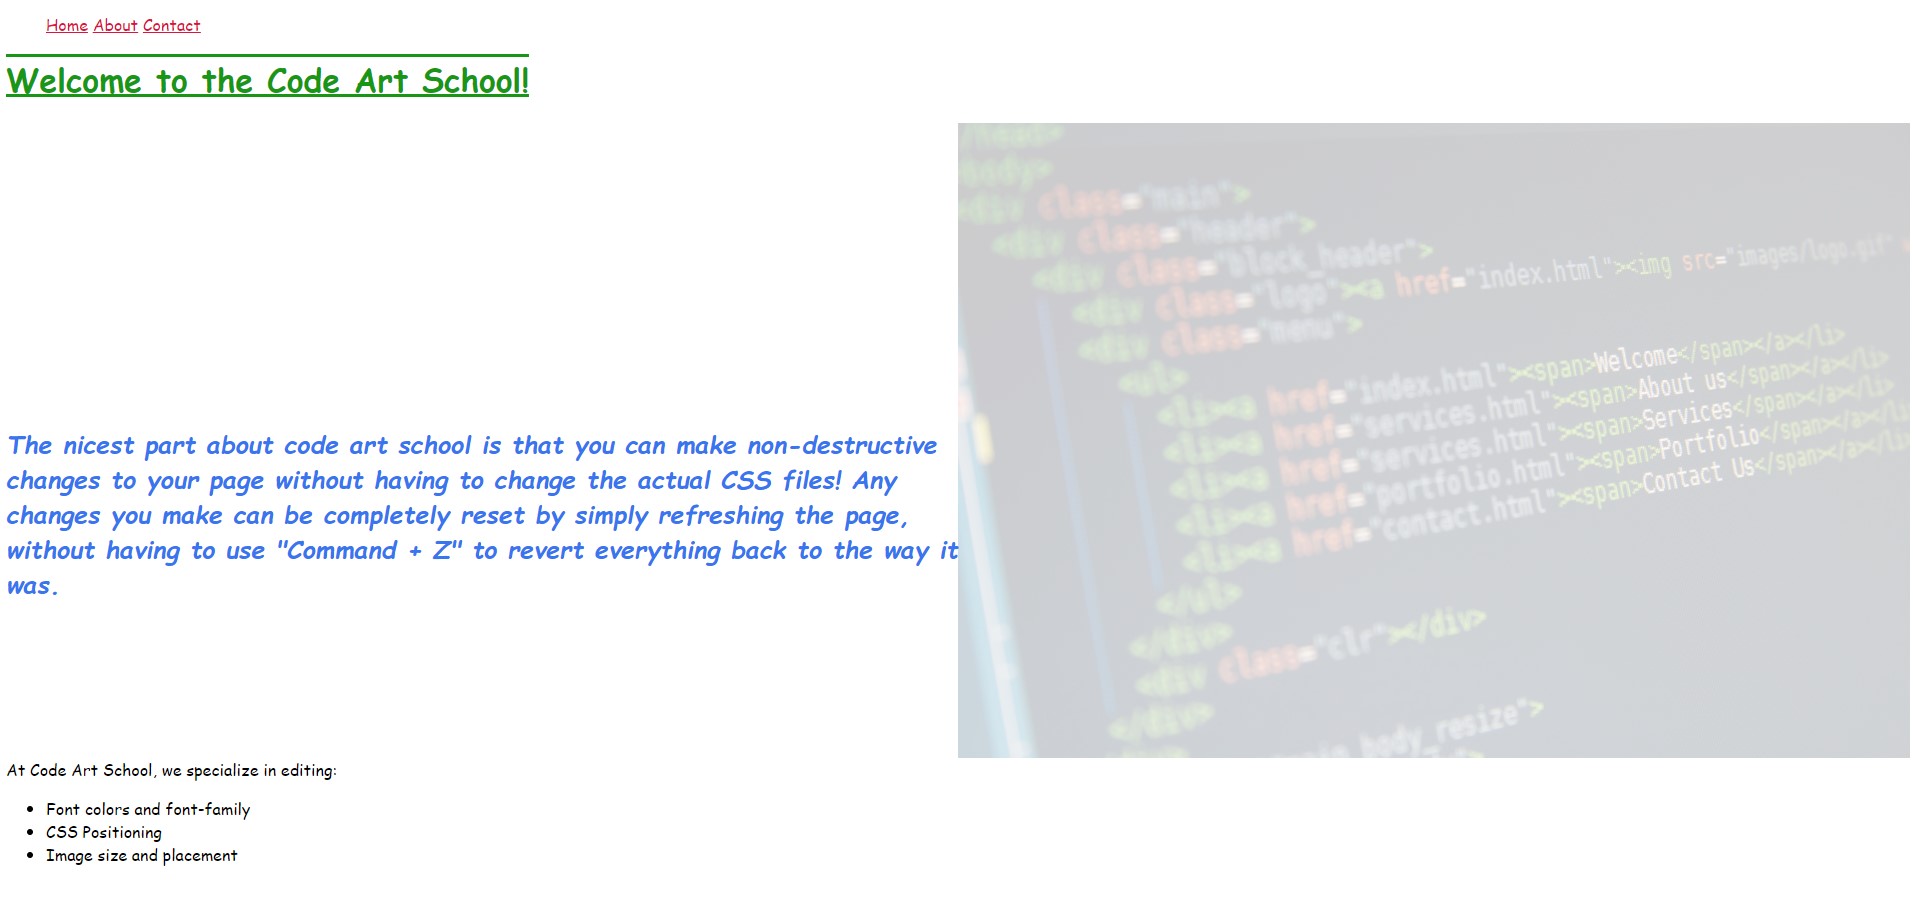 Home About Contact
Welcome to the Code Art School!
The nicest part about code art school is that you can make non-destructive
changes to your page without having to change the actual CSS files! Any
changes you make can be completely reset by simply refreshing the page,
without having to use "Command + Z" to revert everything back to the way it
was.
/head>
body>
<div class="main">
<div class="header">
<div class="block_header">
<div class="logo"><a href="index.html"><img src="images/logo.gif"
<div class="menu">
<ul>
<li><a href="index.html"><span>Welcome</span></a></li>
<li><a href="services.html"><span>About us</span></a></li>
<li><a href="services.html"><span>Services</span></a></li>
<li><a href="portfolio.html"><span>Portfolio</span></a></li>
<li><a href="contact.html"><span>Contact Us</span></a></li>
</ul>
</div>
<div class="clr"></div>
</div>
body_resize">
At Code Art School, we specialize in editing:
• Font colors and font-family
• CSS Positioning
• Image size and placement